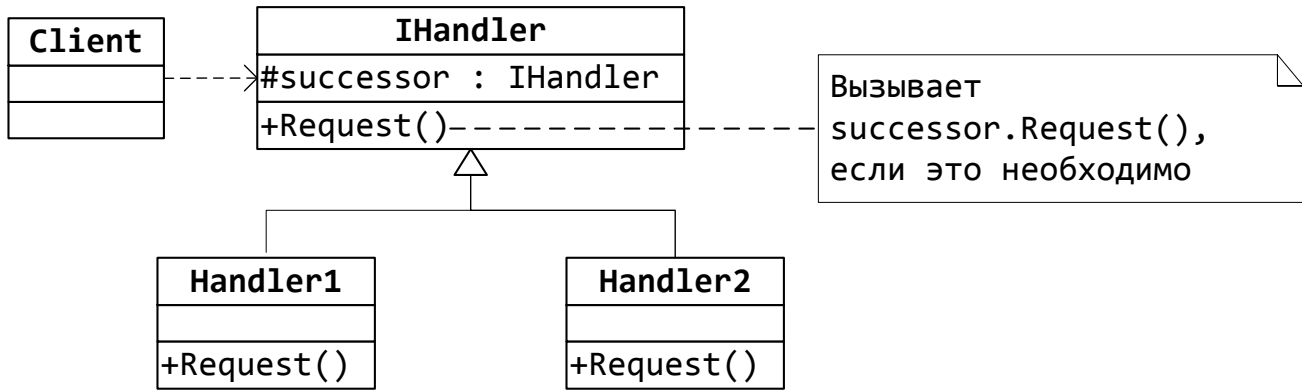 Client
IHandler
#successor : IHandler
+Request()
Вызывает
successor.Request(),
если это необходимо
Handler1
+Request()
Handler2
+Request()